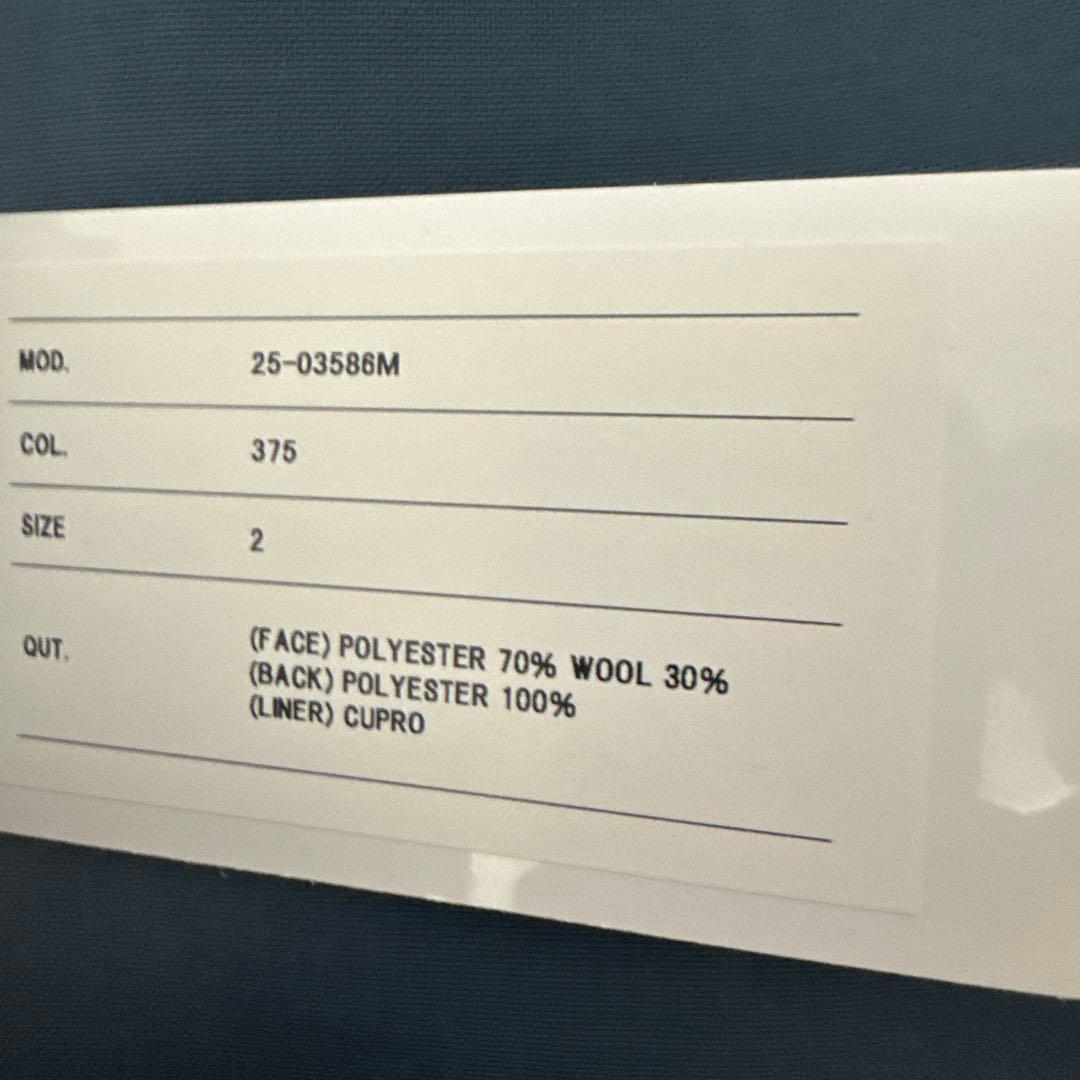 MOD. 25-03586M
COL. 375
SIZE 2
QUT. (FACE) POLYESTER 70% WOOL 30%
(BACK) POLYESTER 100%
(LINER) CUPRO